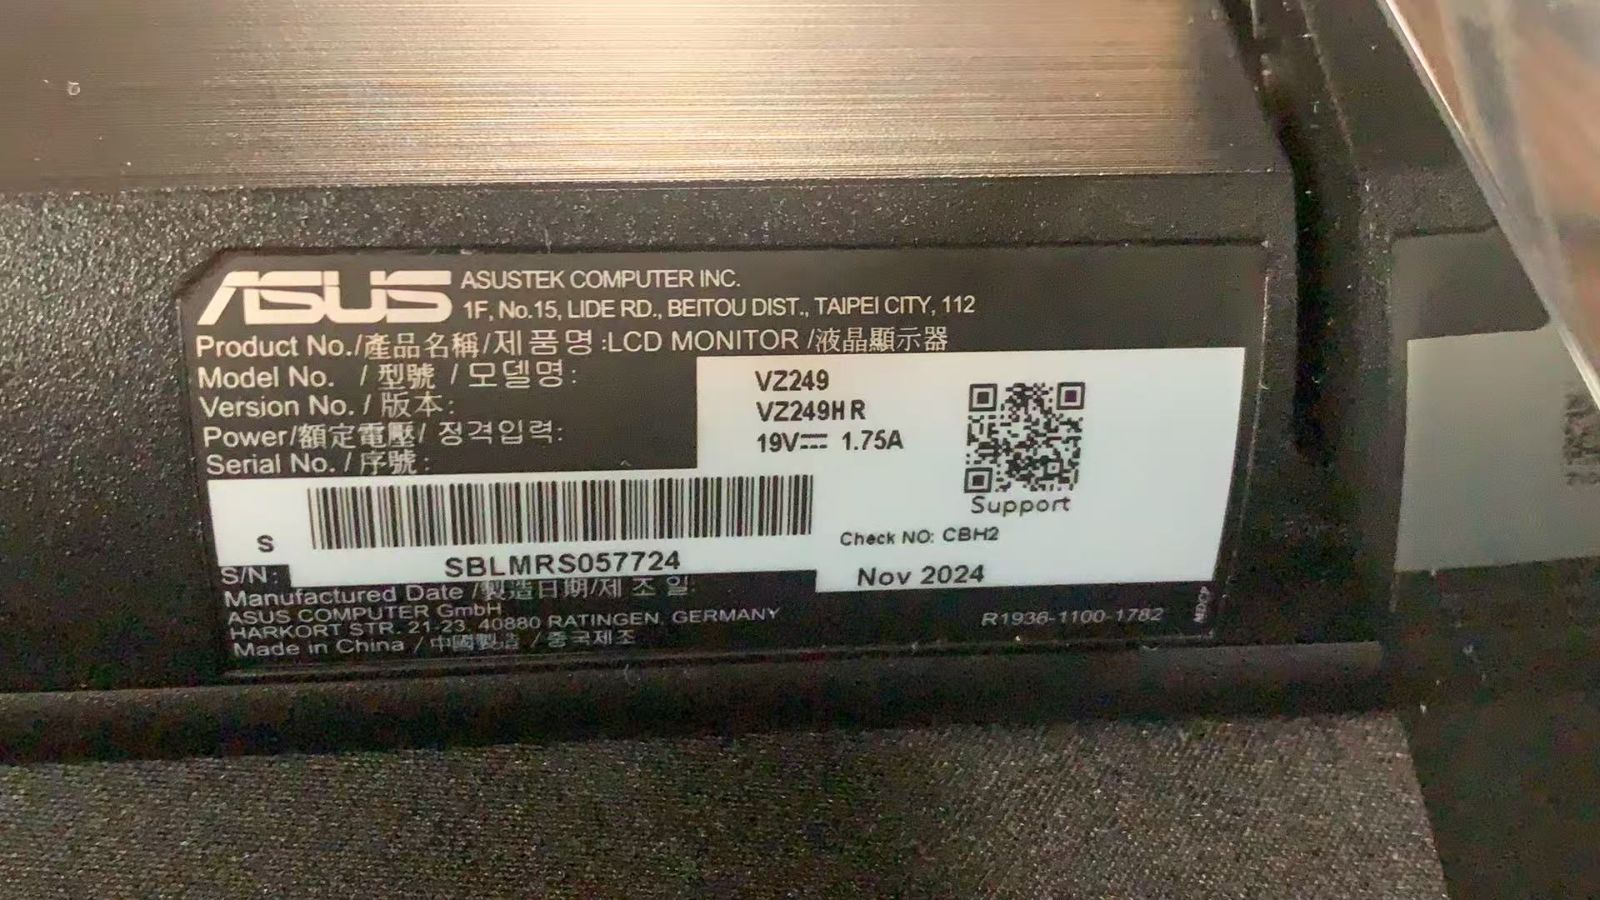 ASUS ASUSTEK COMPUTER INC.
1F, No.15, LIDE RD., BEITOU DIST., TAIPEI CITY, 112
Product No./產品名稱/제품명:LCD MONITOR /液晶顯示器
Model No. / 型號 / 모델명: VZ249
Version No. / 版本: VZ249HR
Power/額定電壓/ 정격입력: 19V⎓ 1.75A
Serial No. / 序號:
Support
S
Check NO: CBH2
SBLMRS057724
S/N:
Nov 2024
Manufactured Date /製造日期/제조일:
ASUS COMPUTER GmbH
HARKORT STR. 21-23, 40880 RATINGEN, GERMANY
R1936-1100-1782
Made in China / 中國製造 / 중국제조